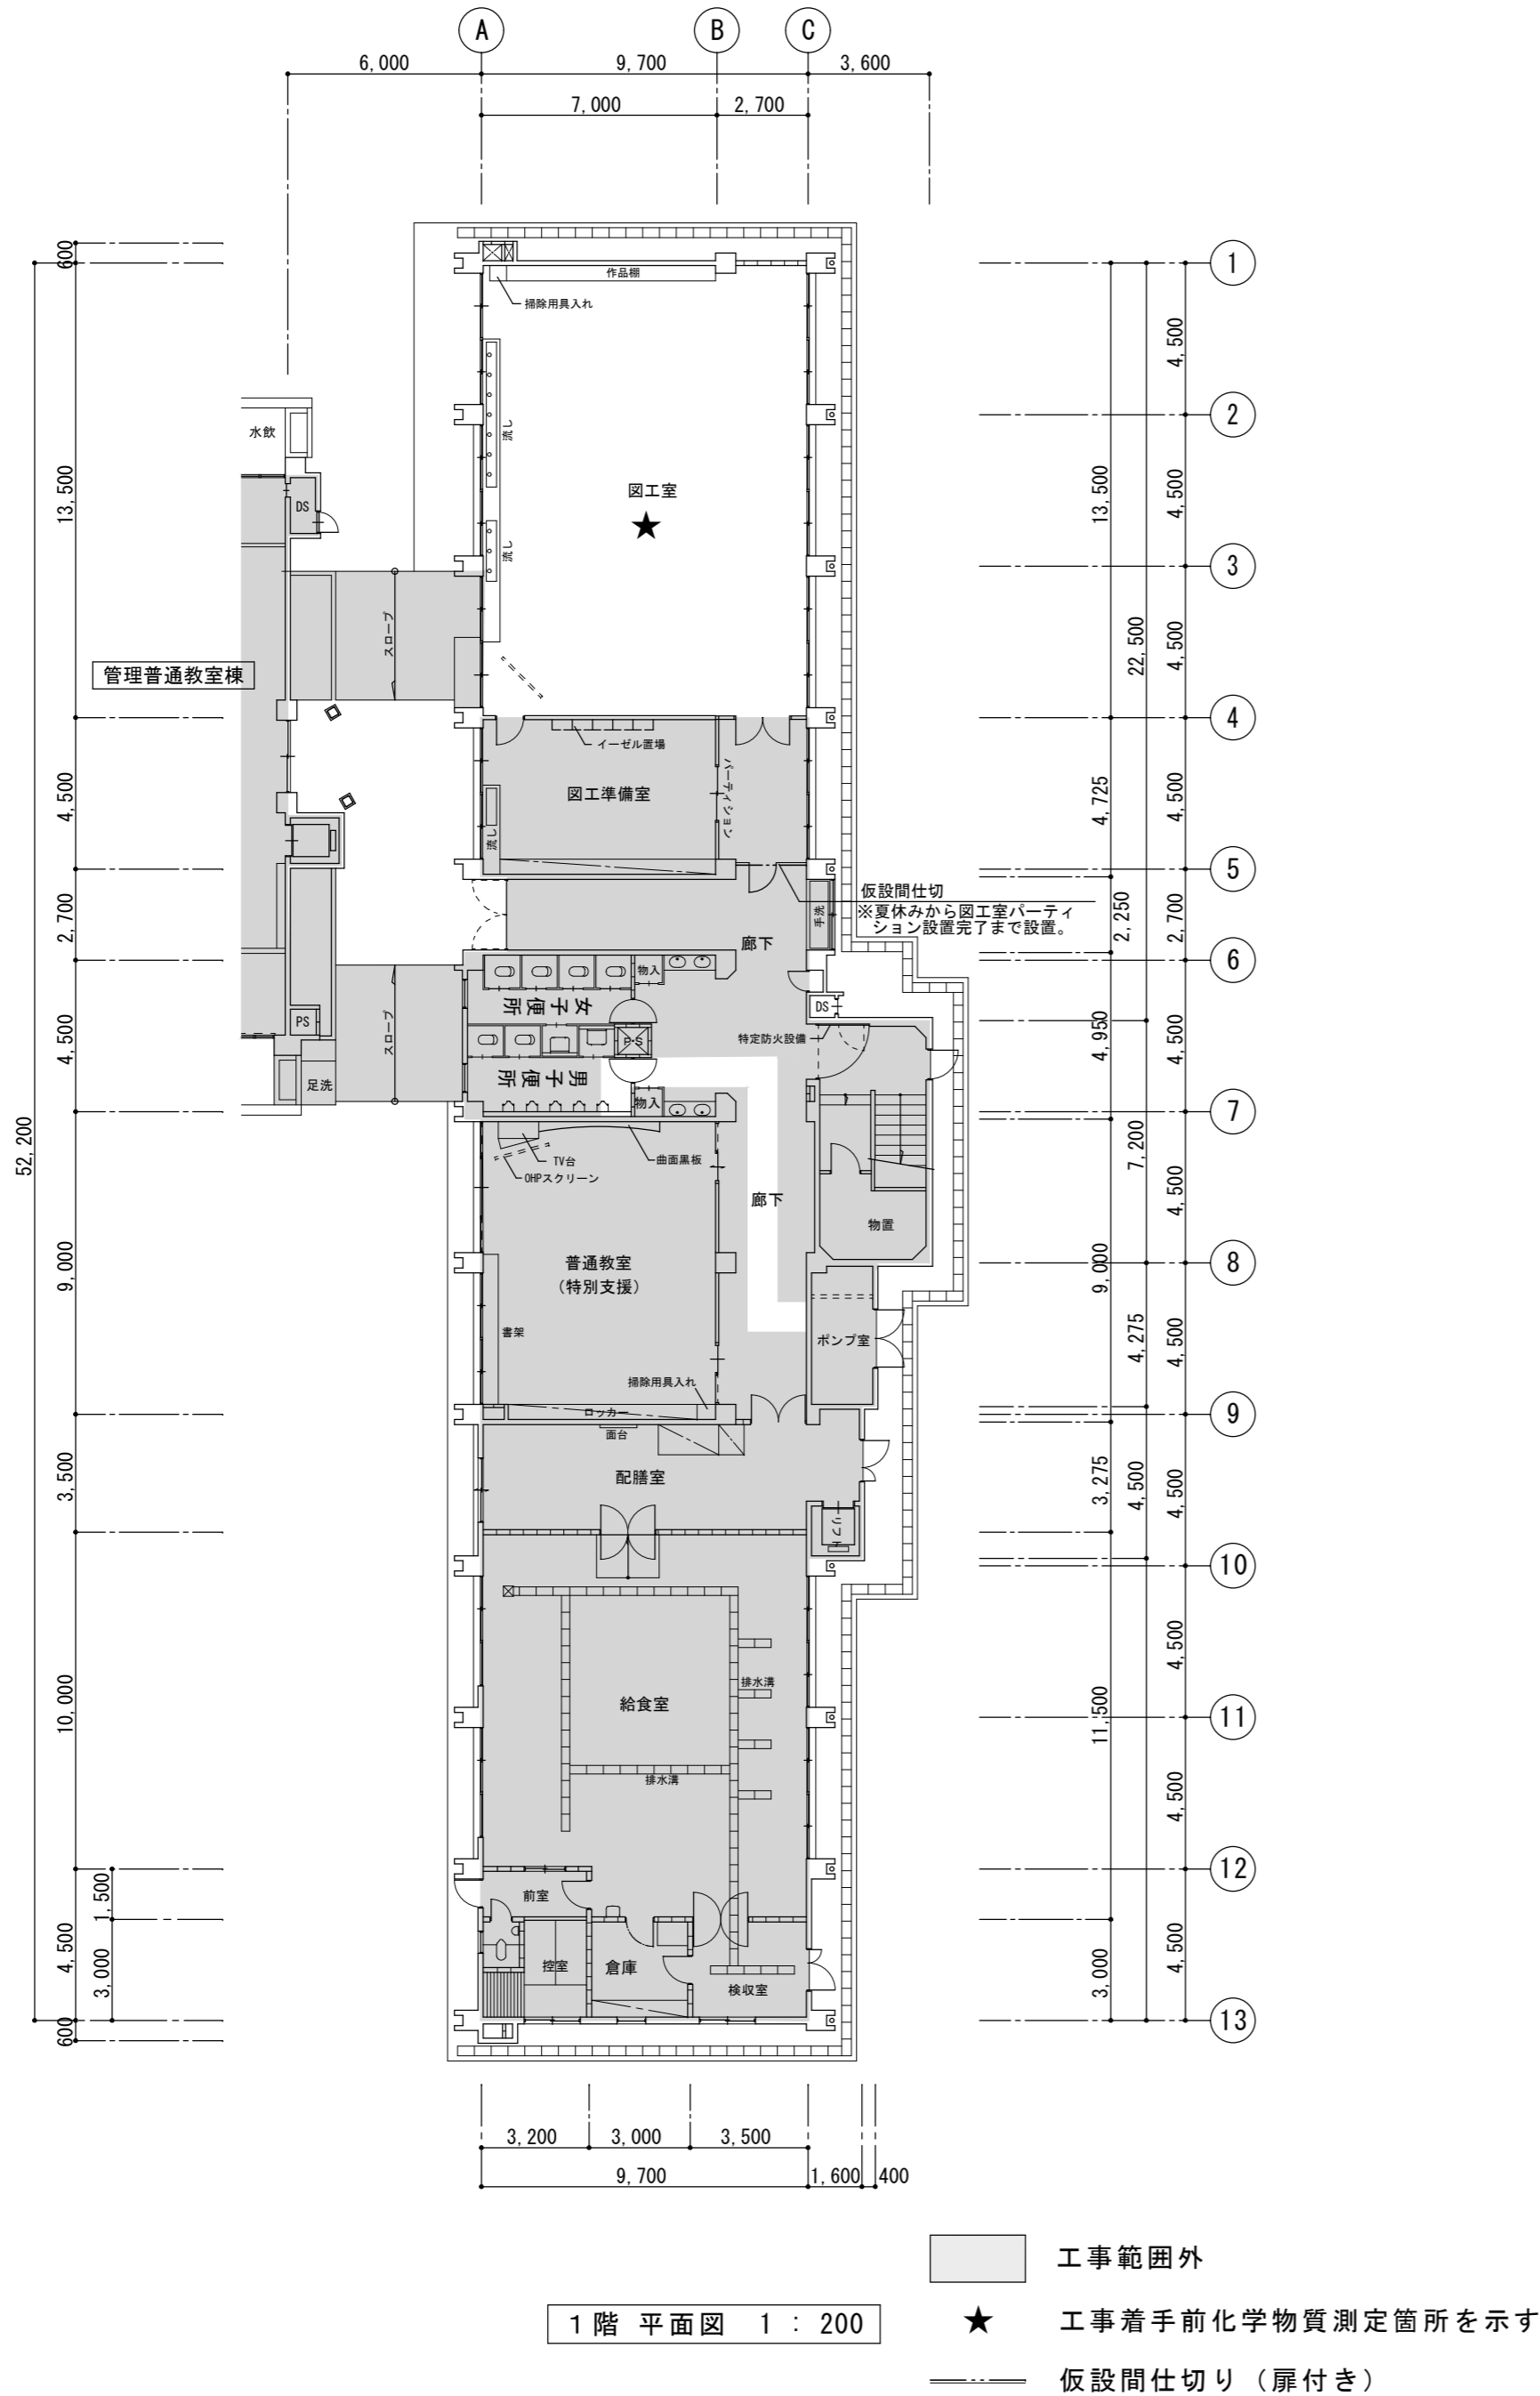 A
B
C
6,000
9,700
3,600
7,000
2,700
600
13,500
4,500
2,700
4,500
9,000
3,500
10,000
4,500
600
52,200
1,500
3,000
1
2
3
4
5
6
7
8
9
10
11
12
13
4,500
4,500
4,500
4,500
2,700
4,500
4,500
4,500
4,500
4,500
4,500
4,500
22,500
2,250
7,200
4,275
4,500
13,500
4,725
4,950
9,000
3,275
11,500
3,000
作品棚
掃除用具入れ
水飲
流し
図工室
★
DS
流し
スロープ
管理普通教室棟
イーゼル置場
パーティション
図工準備室
流し
仮設間仕切
※夏休みから図工室パーティ
ション設置完了まで設置。
手洗
廊下
物入
女子便所
DS
PS
P·S
特定防火設備
スロープ
足洗
男子便所
物入
TV台
OHPスクリーン
曲面黒板
廊下
物置
普通教室
(特別支援)
書架
ポンプ室
掃除用具入れ
ロッカー
面台
配膳室
リフト
給食室
排水溝
排水溝
前室
控室
倉庫
検収室
3,200
3,000
3,500
9,700
1,600
400
工事範囲外
1階 平面図 1 : 200
★ 工事着手前化学物質測定箇所を示す
仮設間仕切り（扉付き）